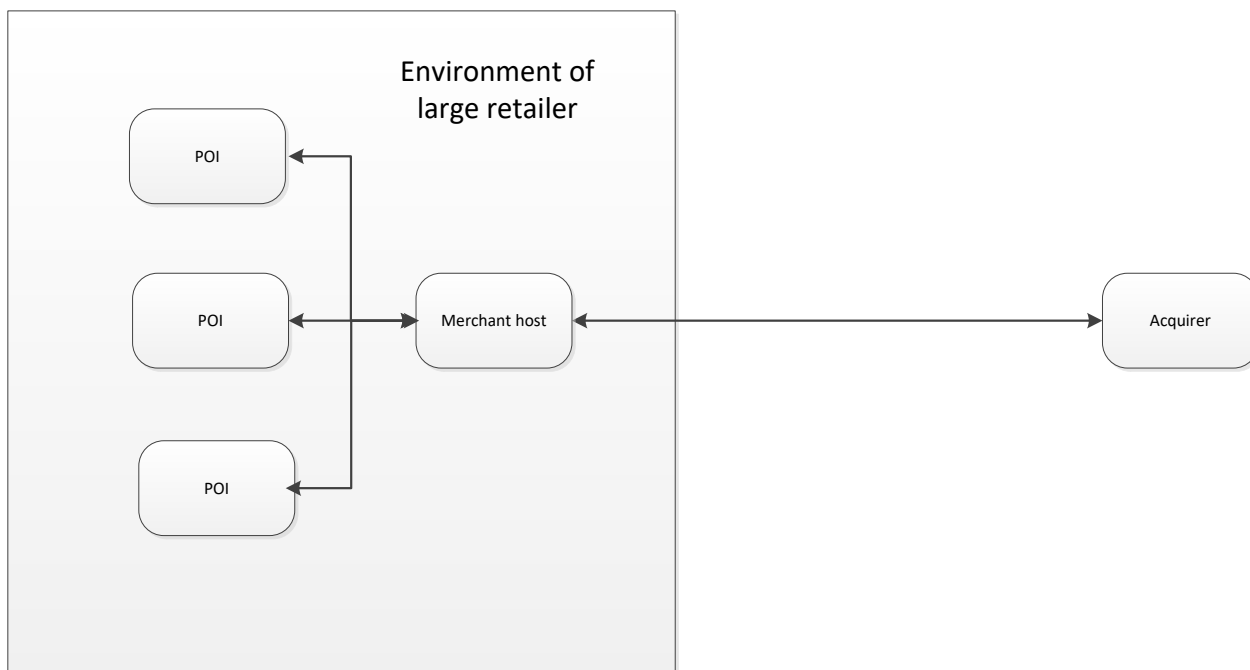 Environment of
large retailer
POI
POI
Merchant host
Acquirer
POI